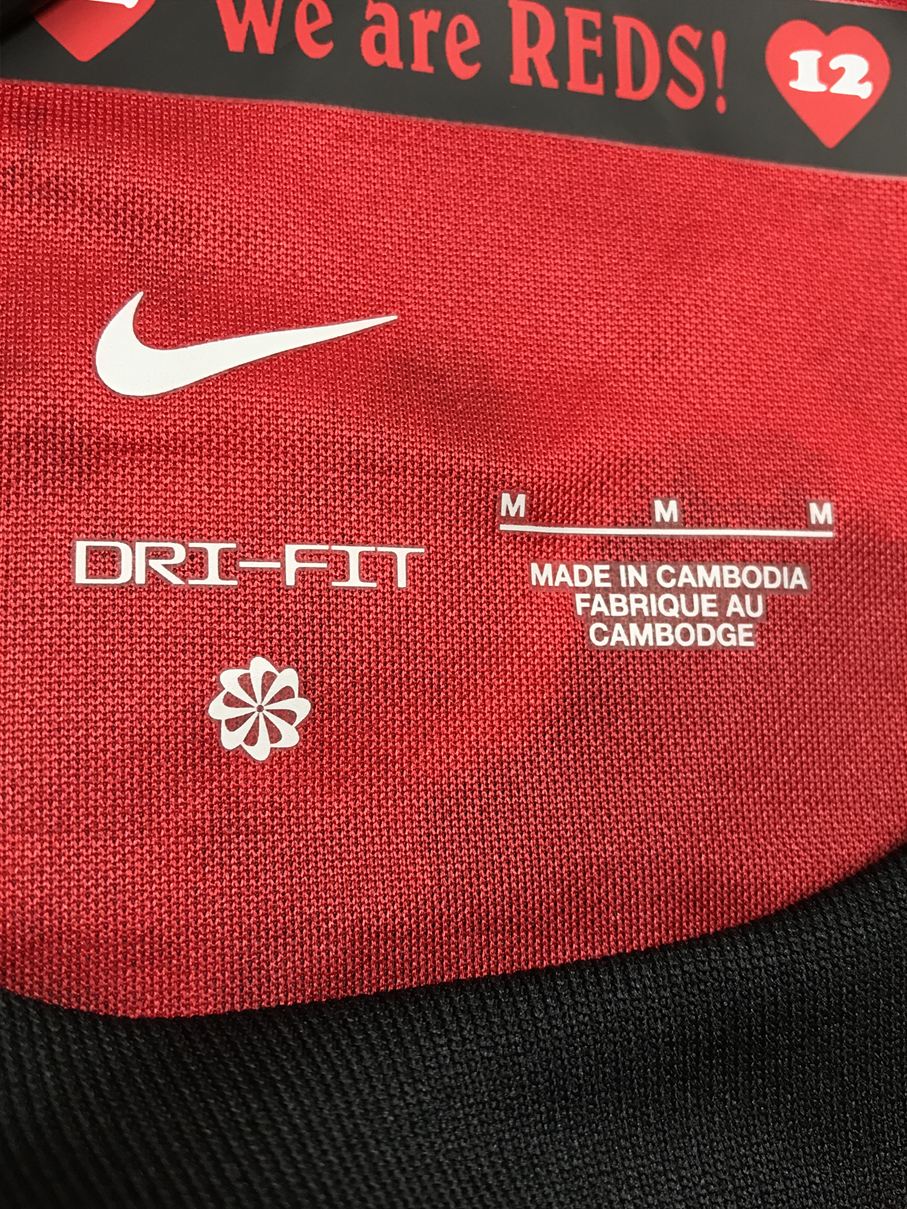 We are REDS!
12
M M M
DRI-FIT
MADE IN CAMBODIA
FABRIQUE AU
CAMBODGE